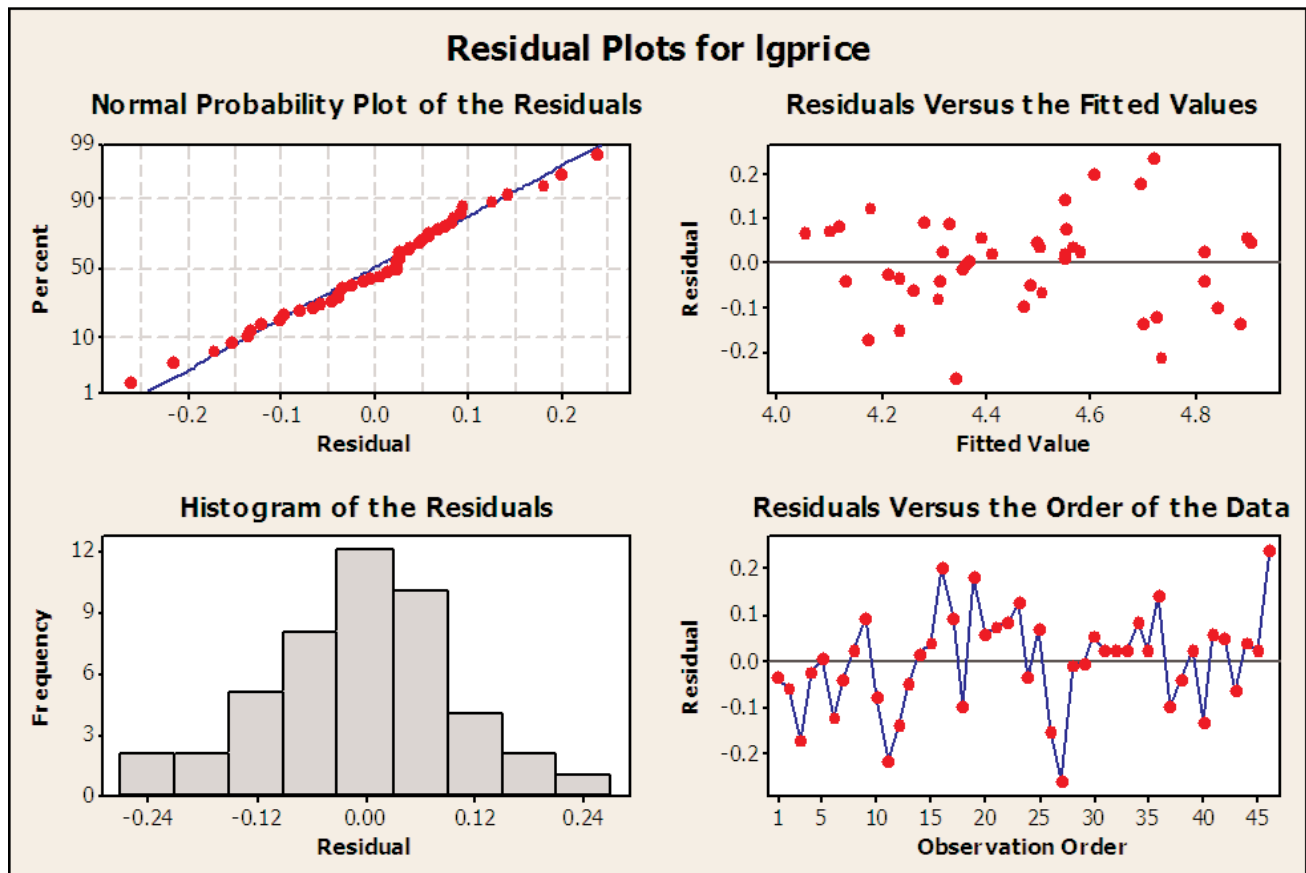 Residual Plots for lgprice
Normal Probability Plot of the Residuals
99
90
50
10
1
Percent
-0.2 -0.1 0.0 0.1 0.2
Residual
Residuals Versus the Fitted Values
0.2
0.1
0.0
-0.1
-0.2
Residual
4.0 4.2 4.4 4.6 4.8
Fitted Value
Histogram of the Residuals
12
9
6
3
0
Frequency
-0.24 -0.12 0.00 0.12 0.24
Residual
Residuals Versus the Order of the Data
0.2
0.1
0.0
-0.1
-0.2
Residual
1 5 10 15 20 25 30 35 40 45
Observation Order